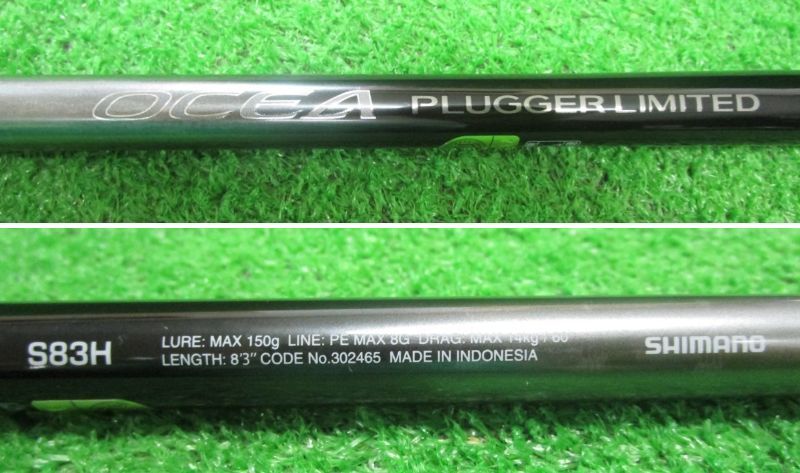 OCEA PLUGGER LIMITED
S83H
LURE: MAX 150g LINE: PE MAX 8G DRAG: MAX 14kg / 60°
LENGTH: 8'3" CODE No.302465 MADE IN INDONESIA
SHIMANO